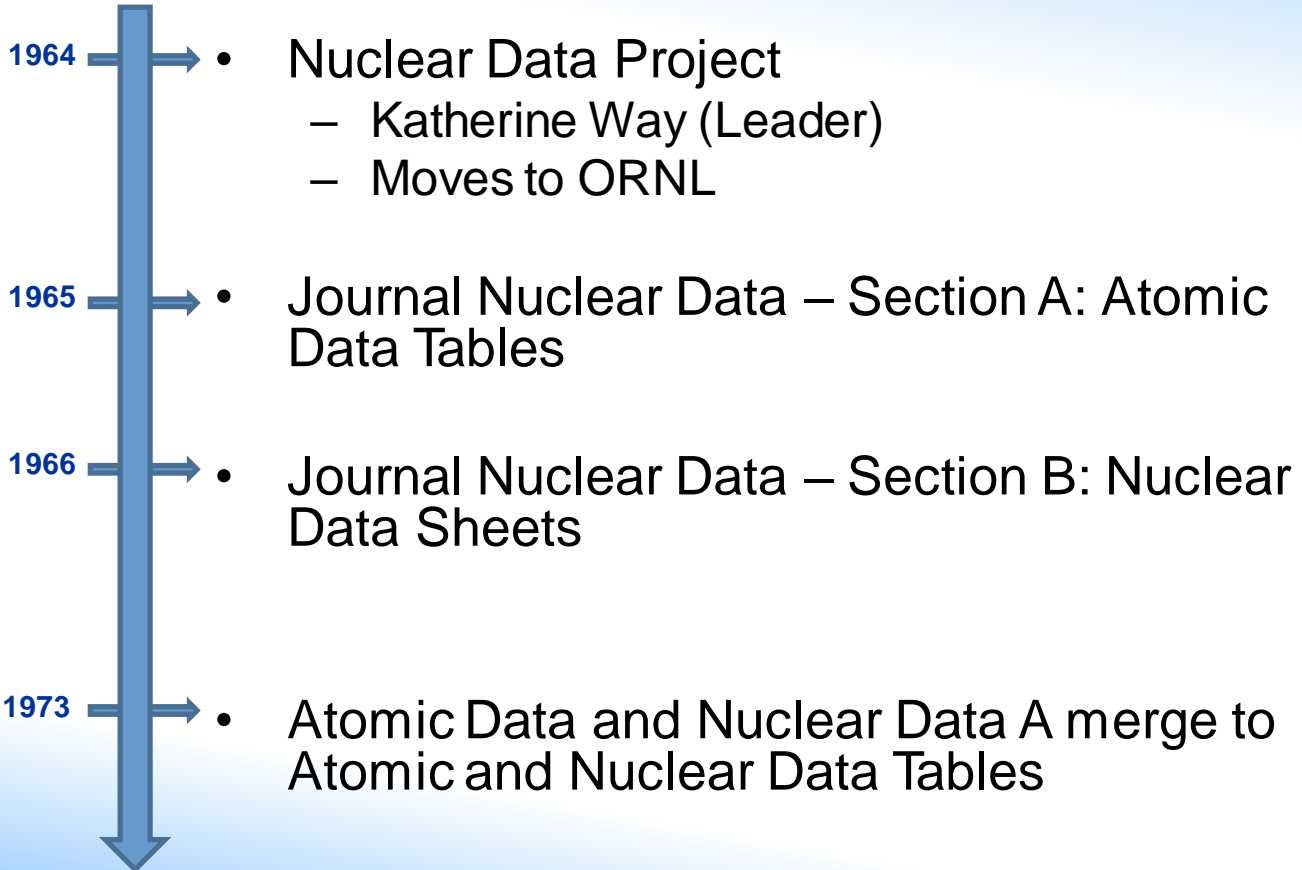 1964
• Nuclear Data Project
– Katherine Way (Leader)
– Moves to ORNL
1965
• Journal Nuclear Data – Section A: Atomic
Data Tables
1966
• Journal Nuclear Data – Section B: Nuclear
Data Sheets
1973
• Atomic Data and Nuclear Data A merge to
Atomic and Nuclear Data Tables